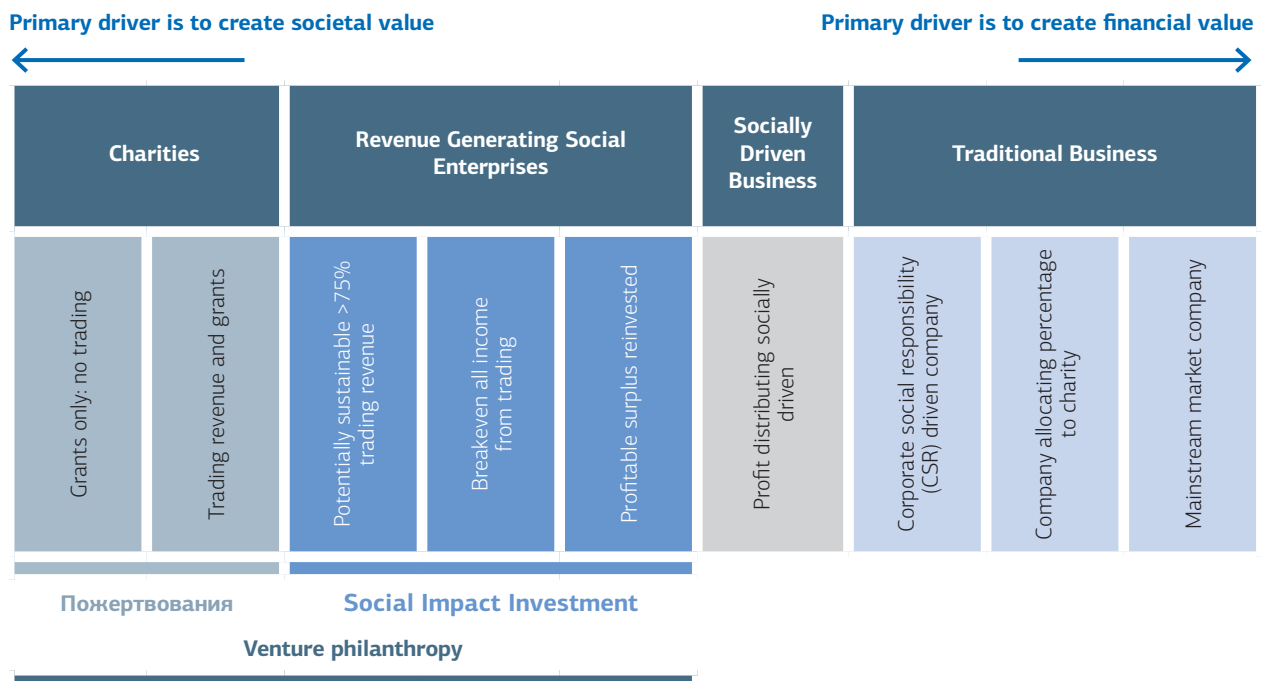 Primary driver is to create societal value
Primary driver is to create financial value
Charities
Revenue Generating Social
Enterprises
Socially
Driven
Business
Traditional Business
Grants only: no trading
Trading revenue and grants
Potentially sustainable >75%
trading revenue
Breakeven all income
from trading
Profitable surplus reinvested
Profit distributing socially
driven
Corporate social responsibility
(CSR) driven company
Company allocating percentage
to charity
Mainstream market company
Пожертвования
Social Impact Investment
Venture philanthropy